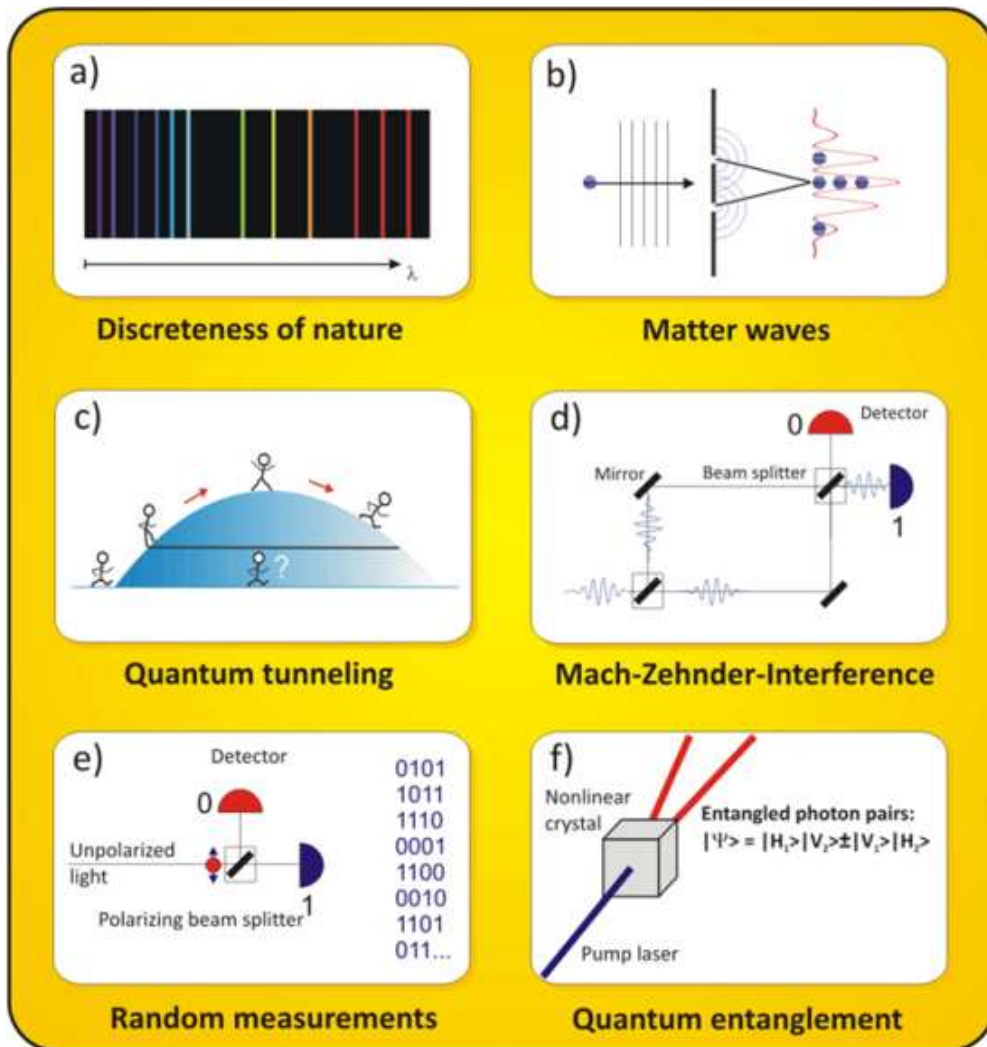 a)
λ
Discreteness of nature
b)
Matter waves
c)
?
Quantum tunneling
d)
0
Detector
Mirror
Beam splitter
1
Mach-Zehnder-Interference
e)
Detector
0
Unpolarized
light
1
Polarizing beam splitter
0101
1011
1110
0001
1100
0010
1101
011...
Random measurements
f)
Nonlinear
crystal
Entangled photon pairs:
|Ψ> = |H₁>|V₂>±|V₁>|H₂>
Pump laser
Quantum entanglement